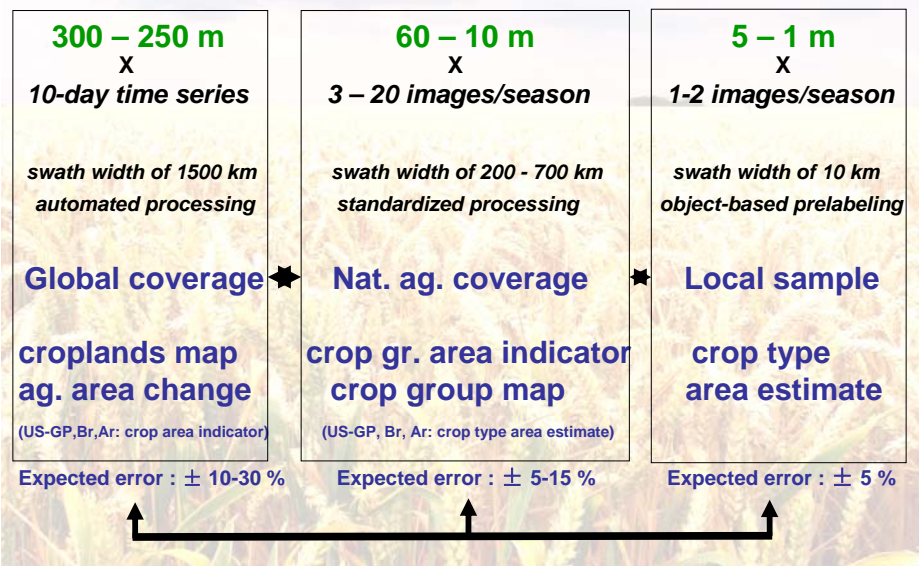 300 – 250 m
X
10-day time series
swath width of 1500 km
automated processing
Global coverage
croplands map
ag. area change
(US-GP,Br,Ar: crop area indicator)
Expected error : ± 10-30 %
60 – 10 m
X
3 – 20 images/season
swath width of 200 - 700 km
standardized processing
Nat. ag. coverage
crop gr. area indicator
crop group map
(US-GP, Br, Ar: crop type area estimate)
Expected error : ± 5-15 %
5 – 1 m
X
1-2 images/season
swath width of 10 km
object-based prelabeling
Local sample
crop type
area estimate
Expected error : ± 5 %